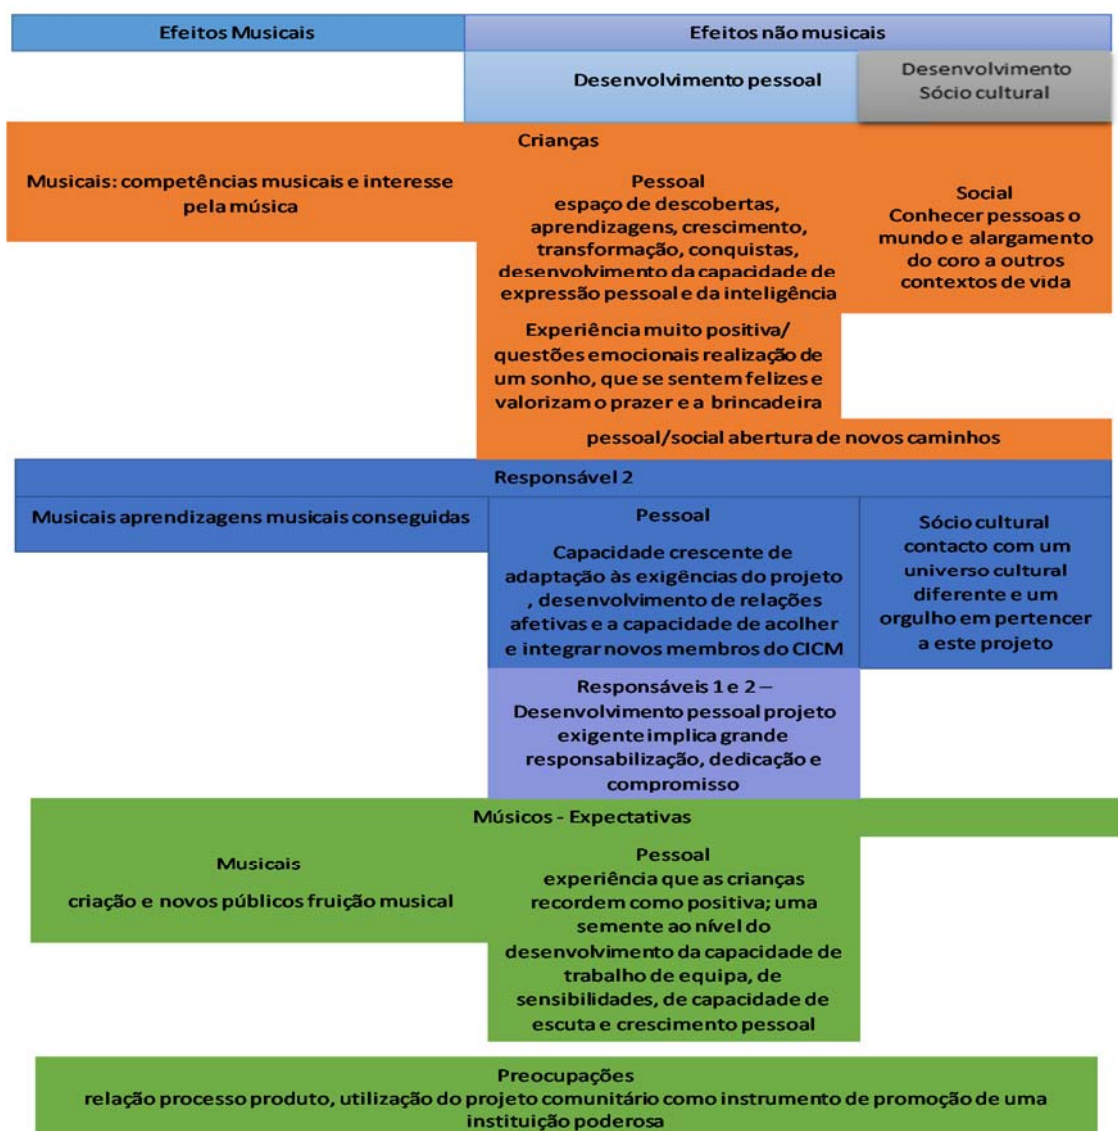 Efeitos Musicais
Efeitos não musicais
Desenvolvimento pessoal
Desenvolvimento
Sócio cultural
Crianças
Musicais: competências musicais e interesse
pela música
Pessoal
espaço de descobertas,
aprendizagens, crescimento,
transformação, conquistas,
desenvolvimento da capacidade de
expressão pessoal e da inteligência
Social
Conhecer pessoas o
mundo e alargamento
do coro a outros
contextos de vida
Experiência muito positiva/
questões emocionais realização de
um sonho, que se sentem felizes e
valorizam o prazer e a brincadeira
pessoal/social abertura de novos caminhos
Responsável 2
Musicais aprendizagens musicais conseguidas
Pessoal
Capacidade crescente de
adaptação às exigências do projeto
, desenvolvimento de relações
afetivas e a capacidade de acolher
e integrar novos membros do CICM
Sócio cultural
contacto com um
universo cultural
diferente e um
orgulho em pertencer
a este projeto
Responsáveis 1 e 2 –
Desenvolvimento pessoal projeto
exigente implica grande
responsabilização, dedicação e
compromisso
Músicos - Expectativas
Musicais
criação e novos públicos fruição musical
Pessoal
experiência que as crianças
recordem como positiva; uma
semente ao nível do
desenvolvimento da capacidade de
trabalho de equipa, de
sensibilidades, de capacidade de
escuta e crescimento pessoal
Preocupações
relação processo produto, utilização do projeto comunitário como instrumento de promoção de uma
instituição poderosa